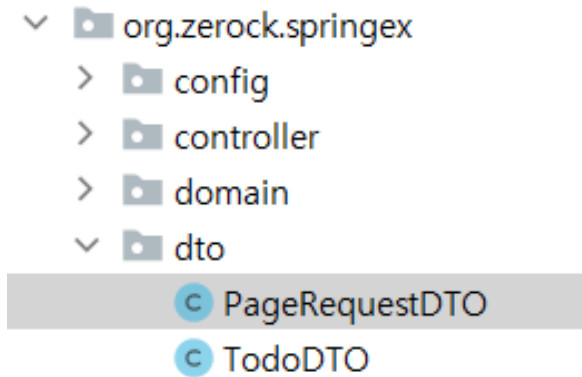 org.zerock.springex
config
controller
domain
dto
C PageRequestDTO
C TodoDTO